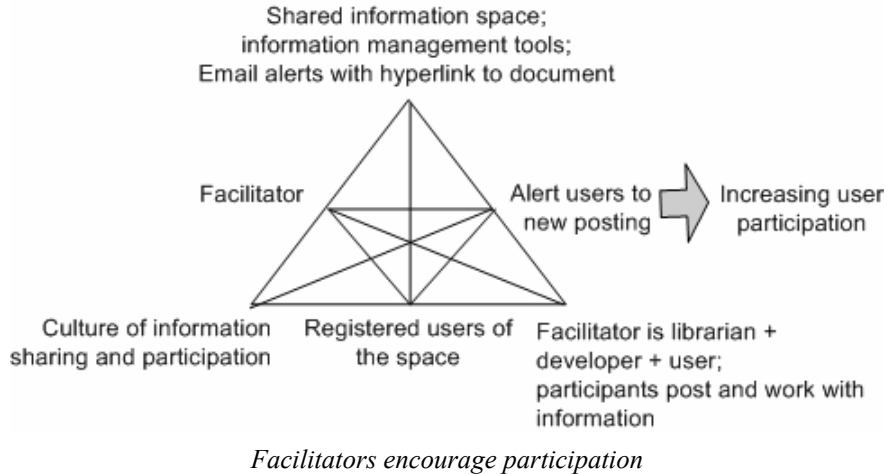 Shared information space;
information management tools;
Email alerts with hyperlink to document
Facilitator
Alert users to
new posting
Increasing user
participation
Culture of information
sharing and participation
Registered users of
the space
Facilitator is librarian +
developer + user;
participants post and work with
information
Facilitators encourage participation